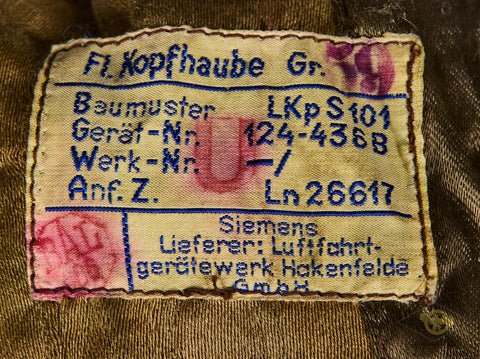 Fl. Kopfhaube Gr. 59
Baumuster LKp S 101
Gerät-Nr. 124-4368
Werk-Nr. -/
Anf. Z. Ln 26617
U
BAL
Siemens
Lieferer: Luftfahrt-
gerätewerk Hakenfelde
GmbH